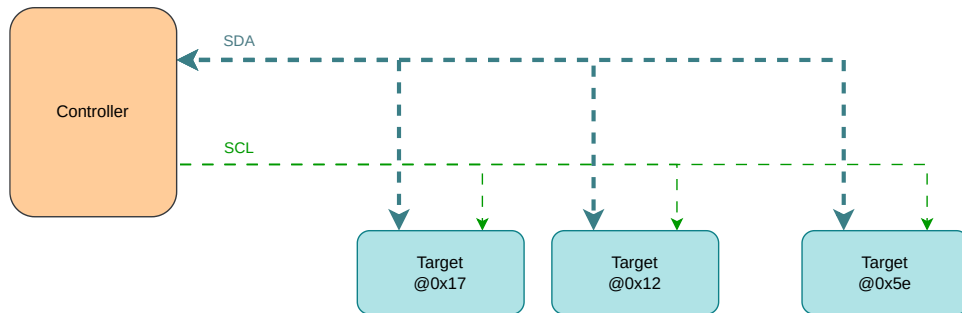 SDA
Controller
SCL
Target
@0x17
Target
@0x12
Target
@0x5e